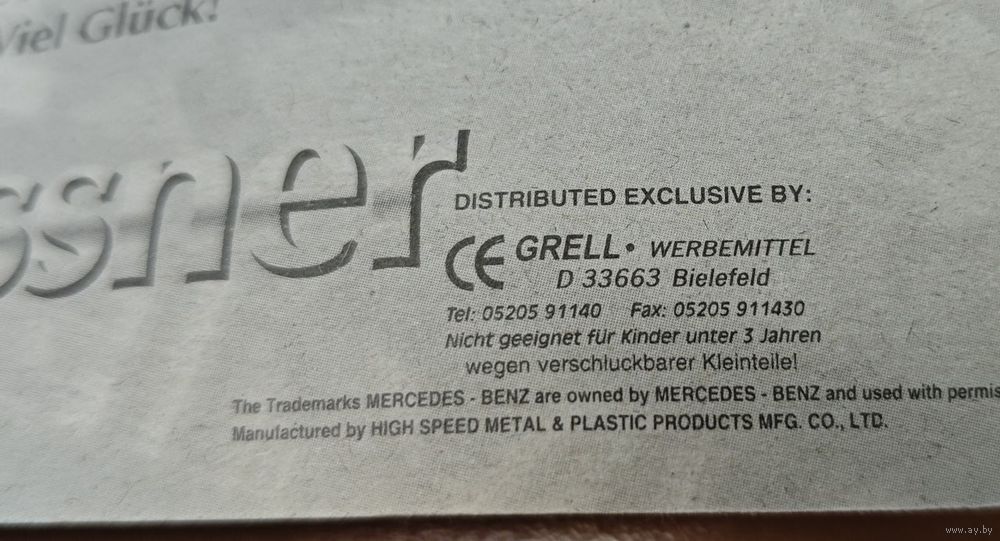 Viel Glück!
ssner
DISTRIBUTED EXCLUSIVE BY:
CE GRELL • WERBEMITTEL
D 33663 Bielefeld
Tel: 05205 91140 Fax: 05205 911430
Nicht geeignet für Kinder unter 3 Jahren
wegen verschluckbarer Kleinteile!
The Trademarks MERCEDES - BENZ are owned by MERCEDES - BENZ and used with permis
Manufactured by HIGH SPEED METAL & PLASTIC PRODUCTS MFG. CO., LTD.
www.ay.by